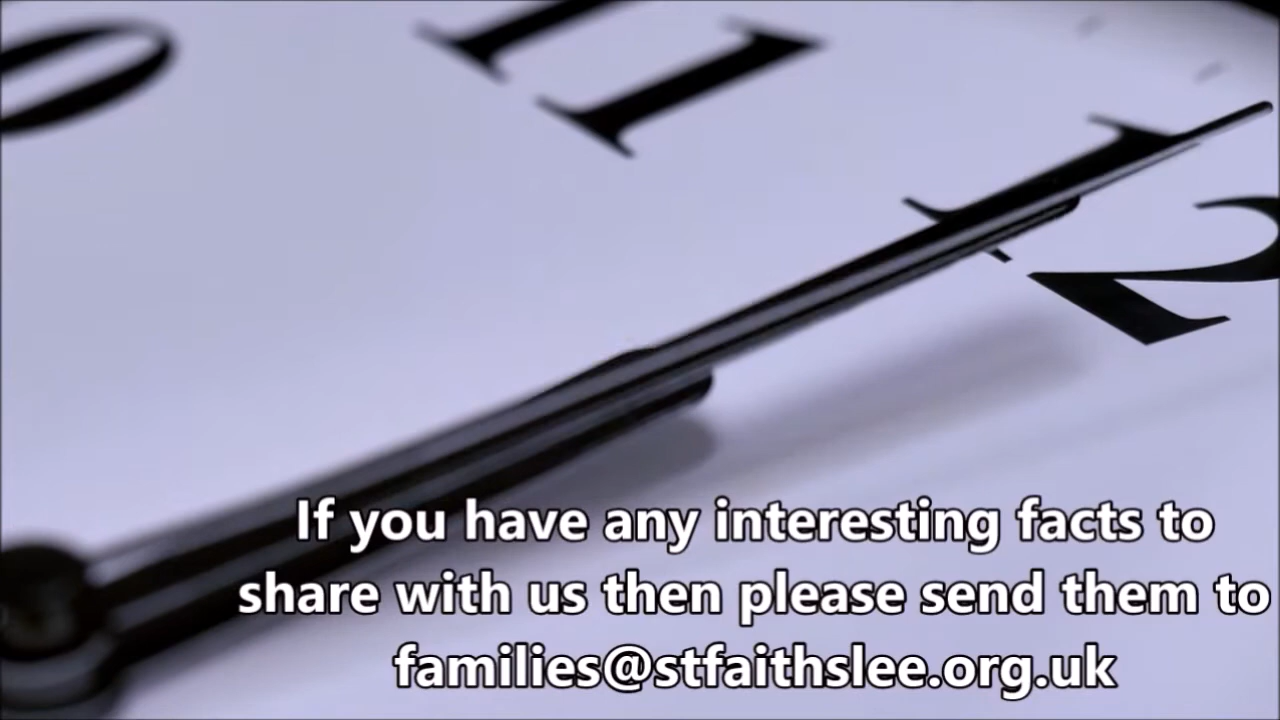 0
11
12
If you have any interesting facts to
share with us then please send them to
families@stfaithslee.org.uk